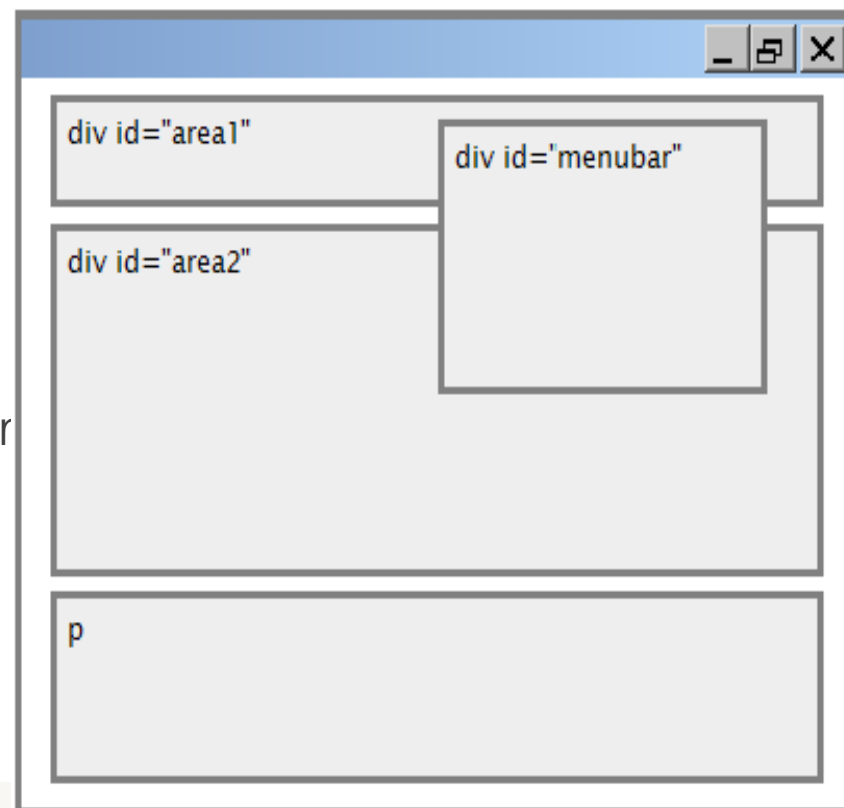 div id="area1"
div id='menubar"
div id="area2"
r
p